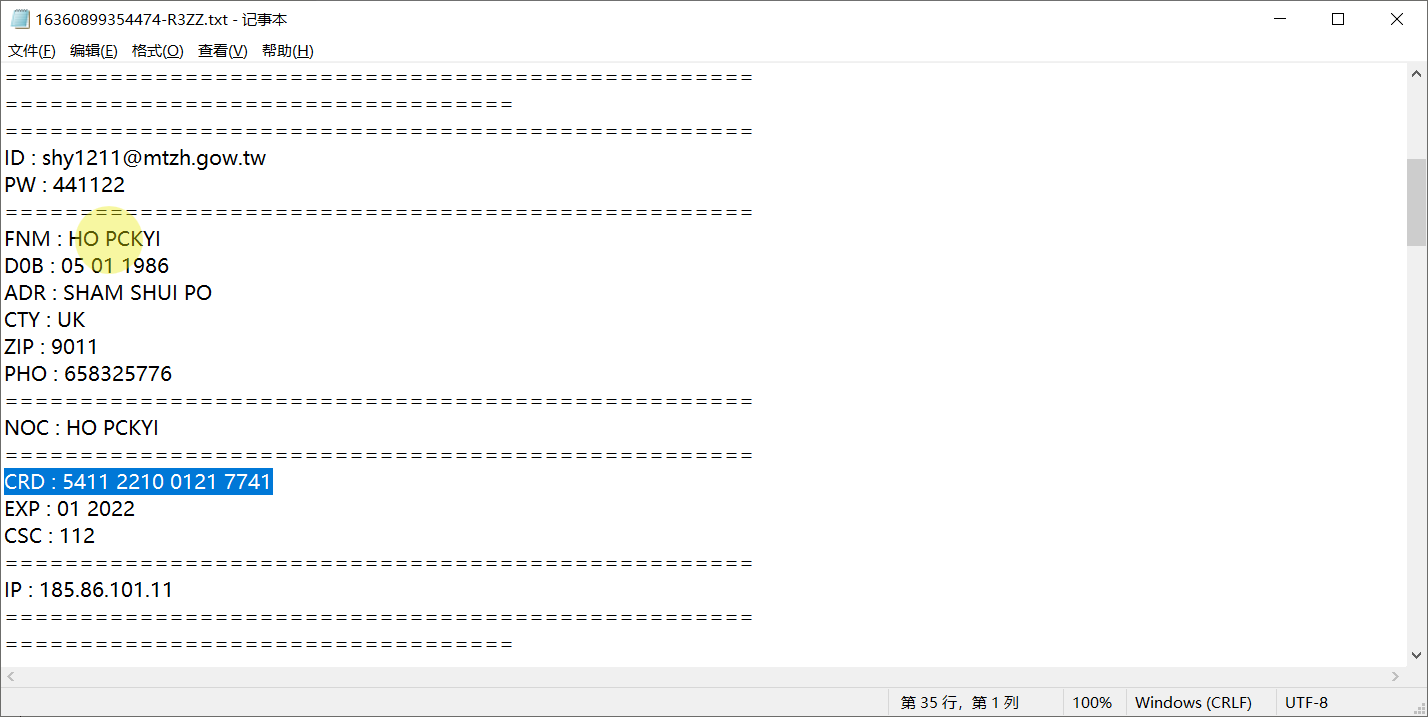 16360899354474-R3ZZ.txt - 记事本
文件(F) 编辑(E) 格式(O) 查看(V) 帮助(H)
==================================================
==================================
==================================================
ID : shy1211@mtzh.gow.tw
PW : 441122
==================================================
FNM : HO PCKYI
D0B : 05 01 1986
ADR : SHAM SHUI PO
CTY : UK
ZIP : 9011
PHO : 658325776
==================================================
NOC : HO PCKYI
==================================================
CRD : 5411 2210 0121 7741
EXP : 01 2022
CSC : 112
==================================================
IP : 185.86.101.11
==================================================
==================================
第 35 行，第 1 列 100% Windows (CRLF) UTF-8